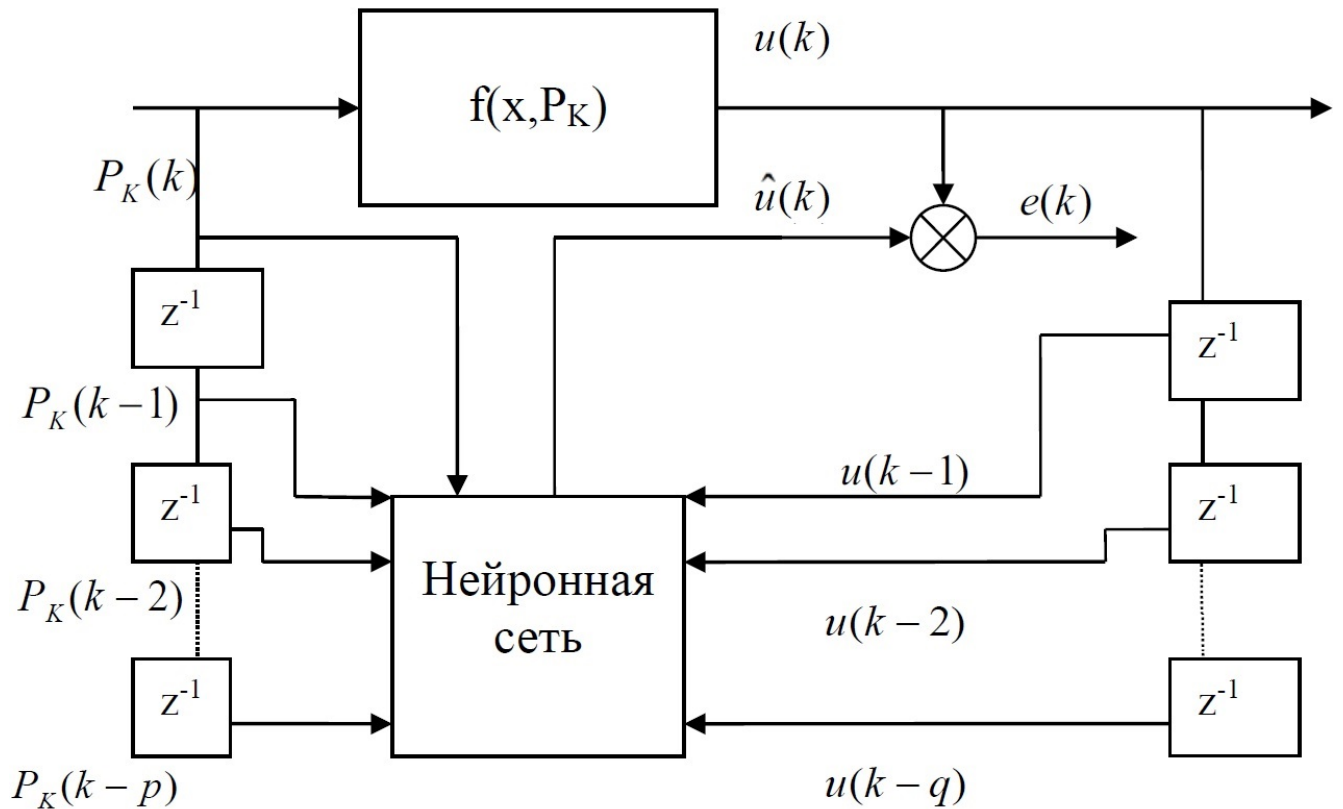 u(k)
f(x,P_K)
P_K(k)
û(k)
e(k)
z^-1
z^-1
P_K(k−1)
u(k−1)
z^-1
z^-1
Нейронная
сеть
P_K(k−2)
u(k−2)
z^-1
z^-1
P_K(k−p)
u(k−q)